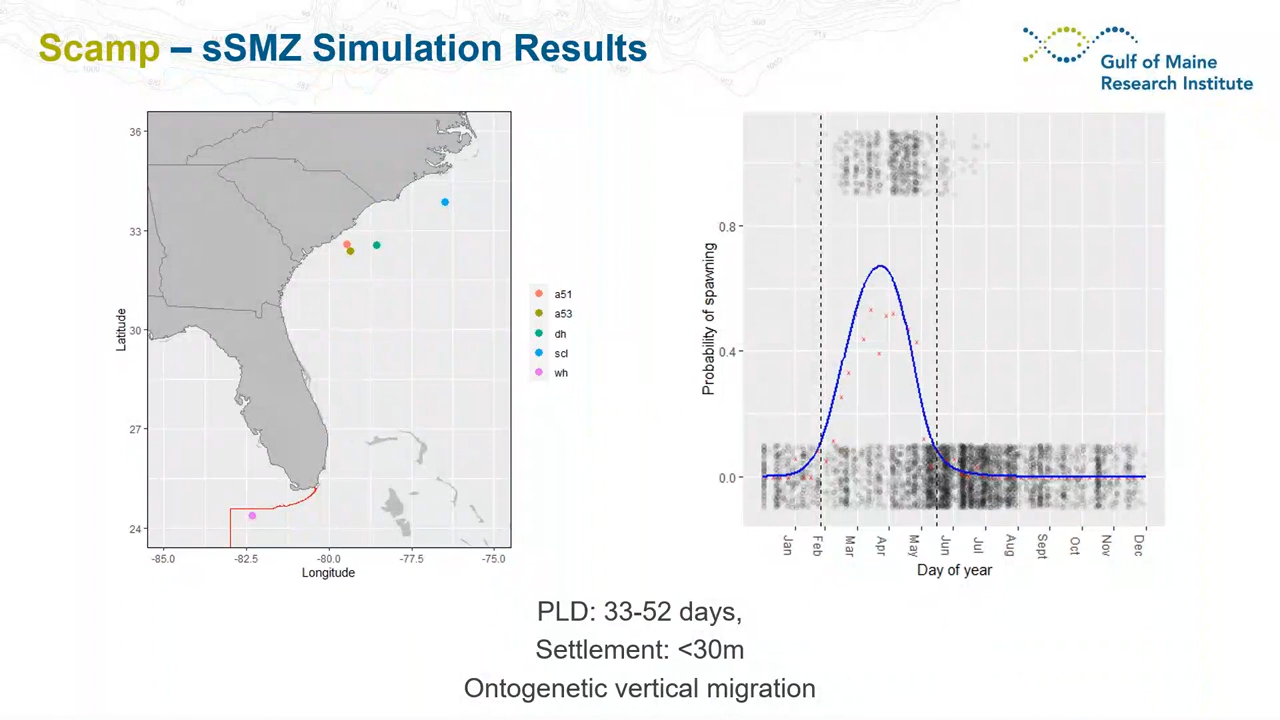 Scamp – sSMZ Simulation Results
Gulf of Maine
Research Institute
36
33
30
27
24
Latitude
-85.0
-82.5
-80.0
-77.5
-75.0
Longitude
a51
a53
dh
scl
wh
0.8
0.4
0.0
Probability of spawning
Jan
Feb
Mar
Apr
May
Jun
Jul
Aug
Sept
Oct
Nov
Dec
Day of year
PLD: 33-52 days,
Settlement: <30m
Ontogenetic vertical migration